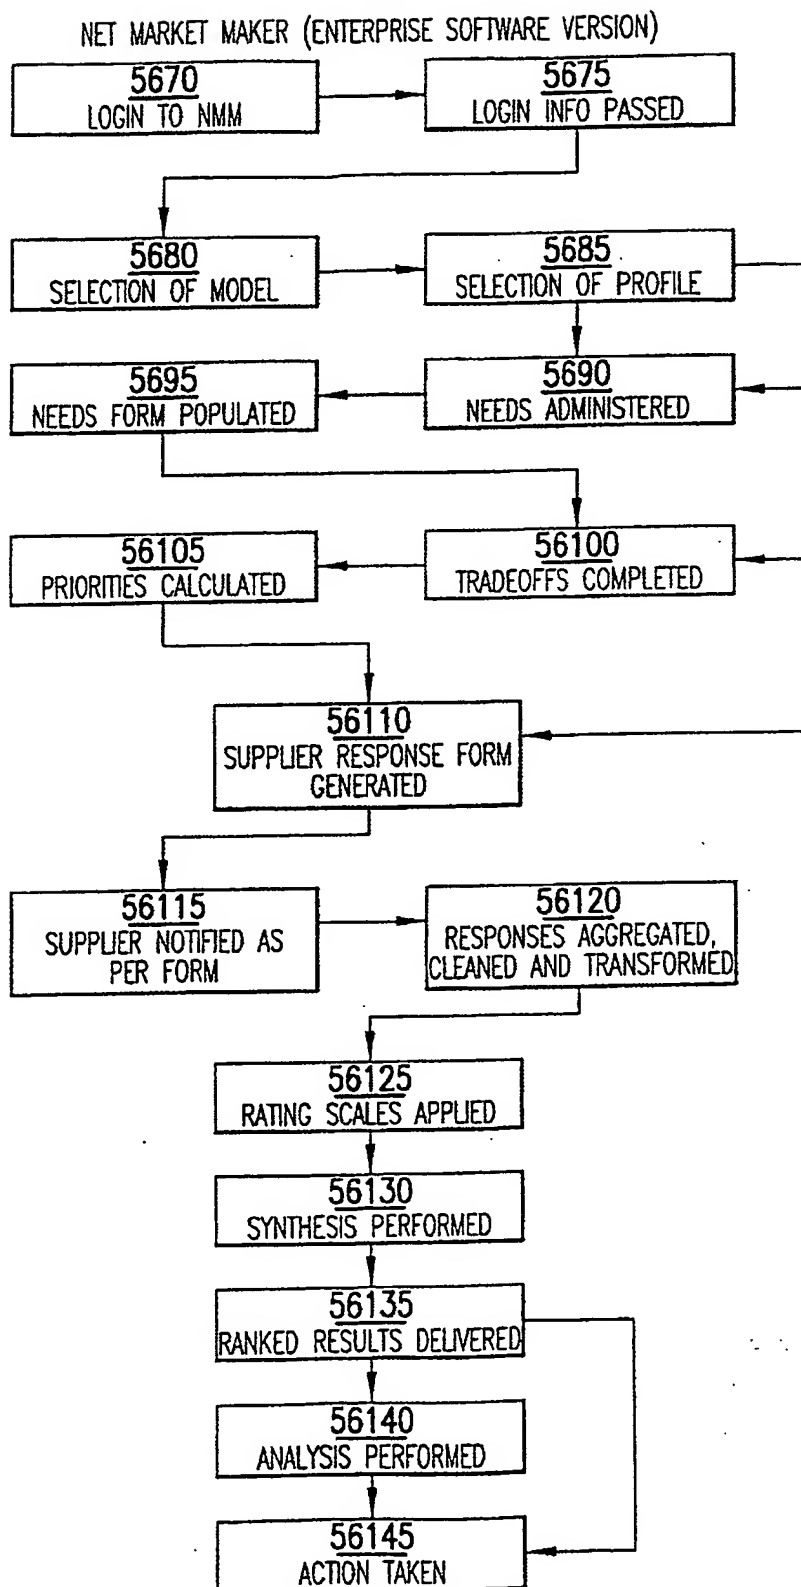 NET MARKET MAKER (ENTERPRISE SOFTWARE VERSION)
5670
LOGIN TO NMM
5675
LOGIN INFO PASSED
5680
SELECTION OF MODEL
5685
SELECTION OF PROFILE
5695
NEEDS FORM POPULATED
5690
NEEDS ADMINISTERED
56105
PRIORITIES CALCULATED
56100
TRADEOFFS COMPLETED
56110
SUPPLIER RESPONSE FORM
GENERATED
56115
SUPPLIER NOTIFIED AS
PER FORM
56120
RESPONSES AGGREGATED,
CLEANED AND TRANSFORMED
56125
RATING SCALES APPLIED
56130
SYNTHESIS PERFORMED
56135
RANKED RESULTS DELIVERED
56140
ANALYSIS PERFORMED
56145
ACTION TAKEN